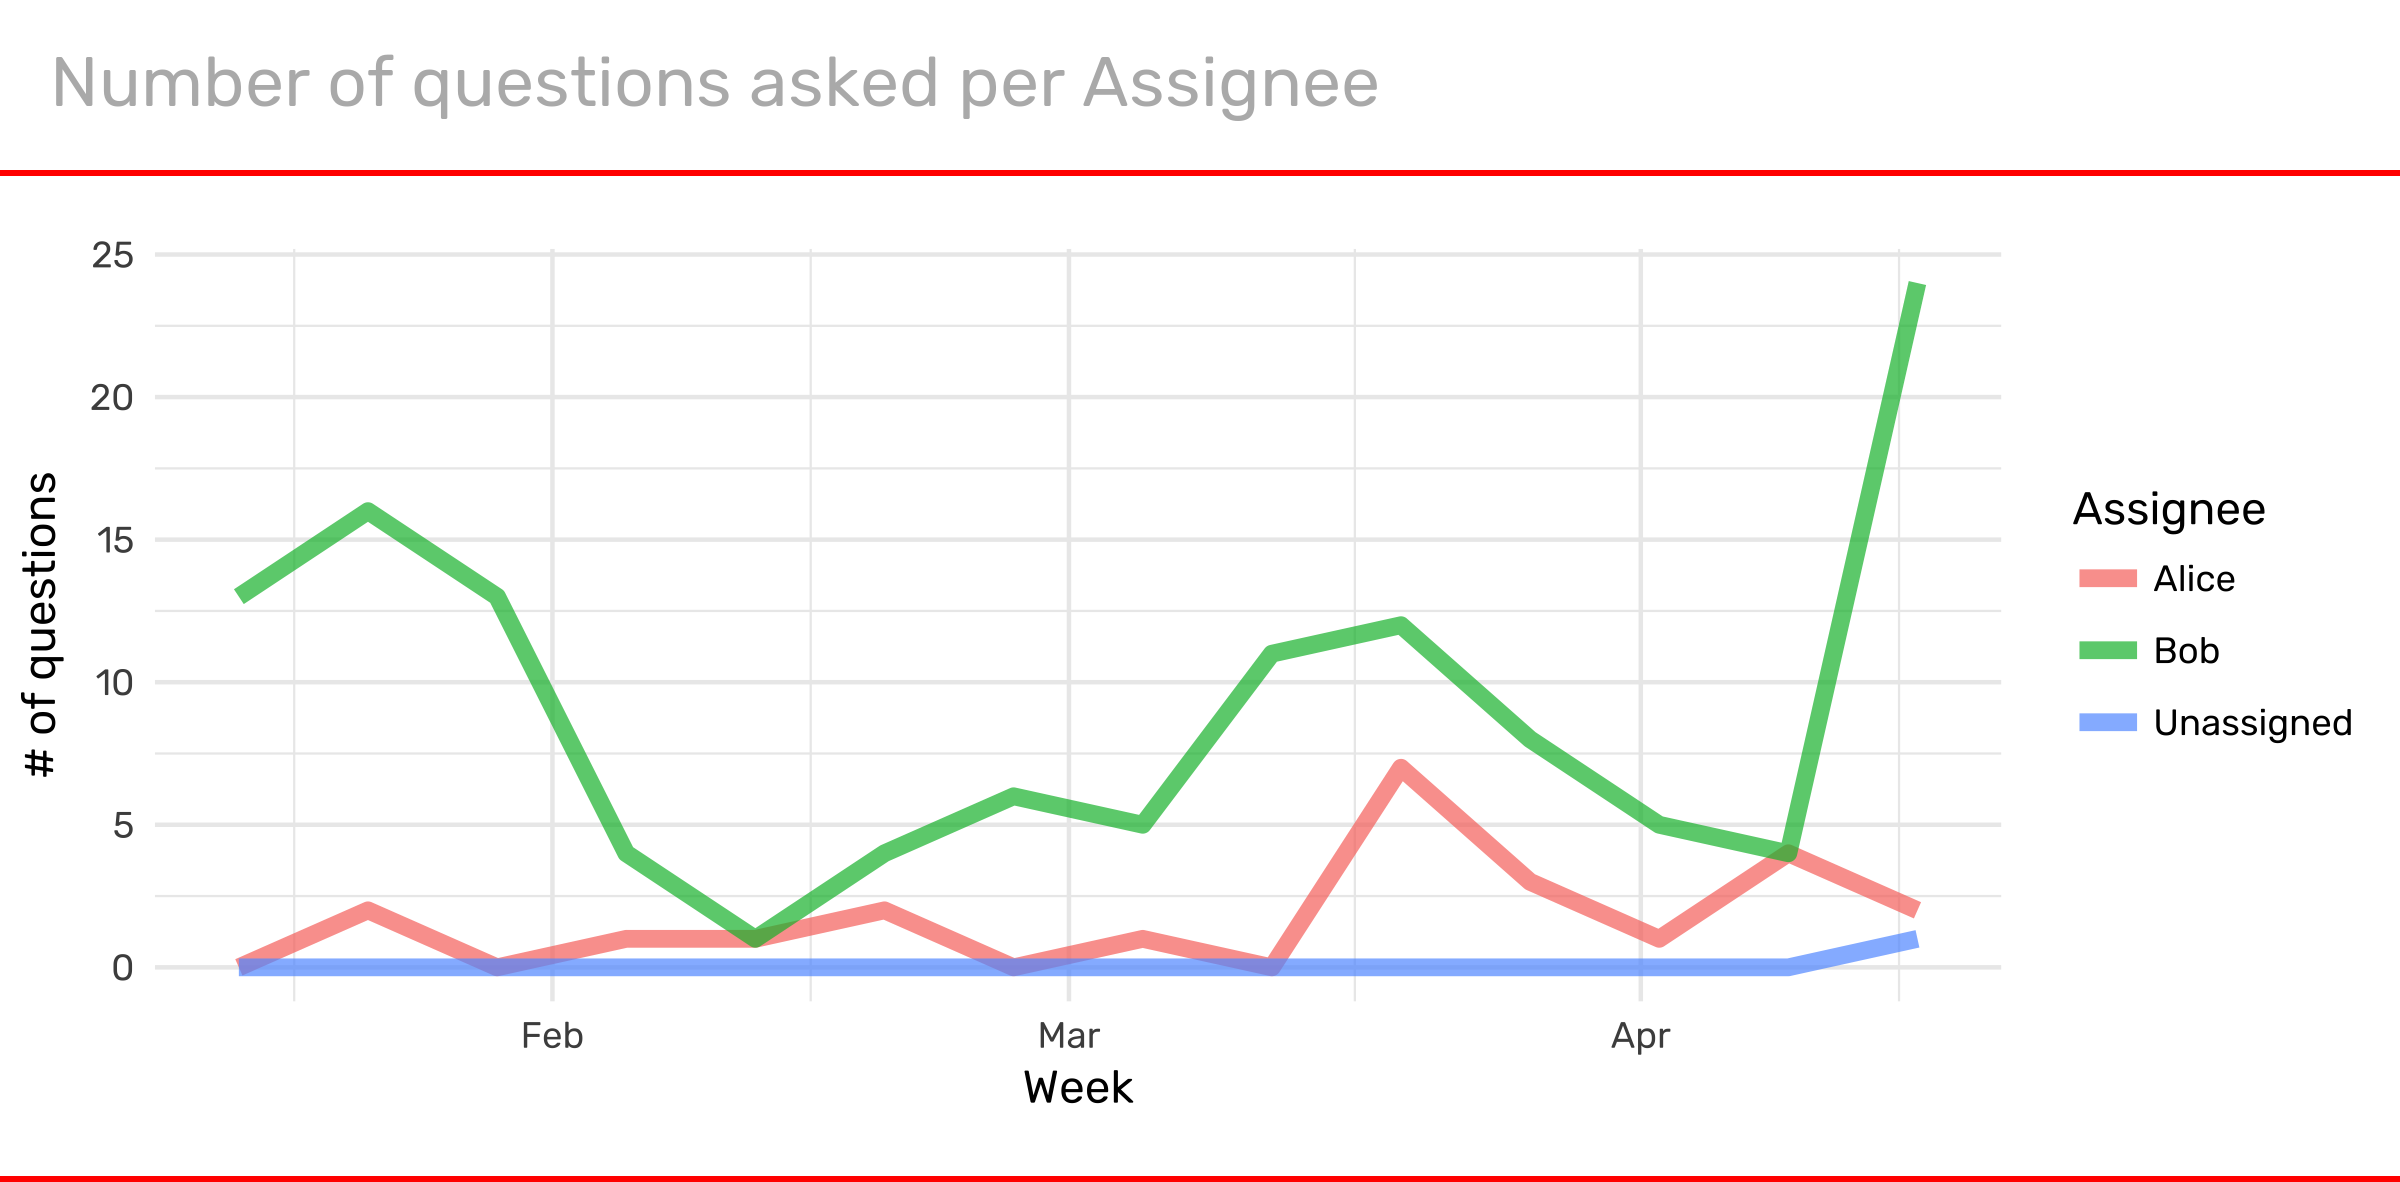 Number of questions asked per Assignee
25
20
15
10
5
0
# of questions
Feb
Mar
Apr
Week
Assignee
Alice
Bob
Unassigned